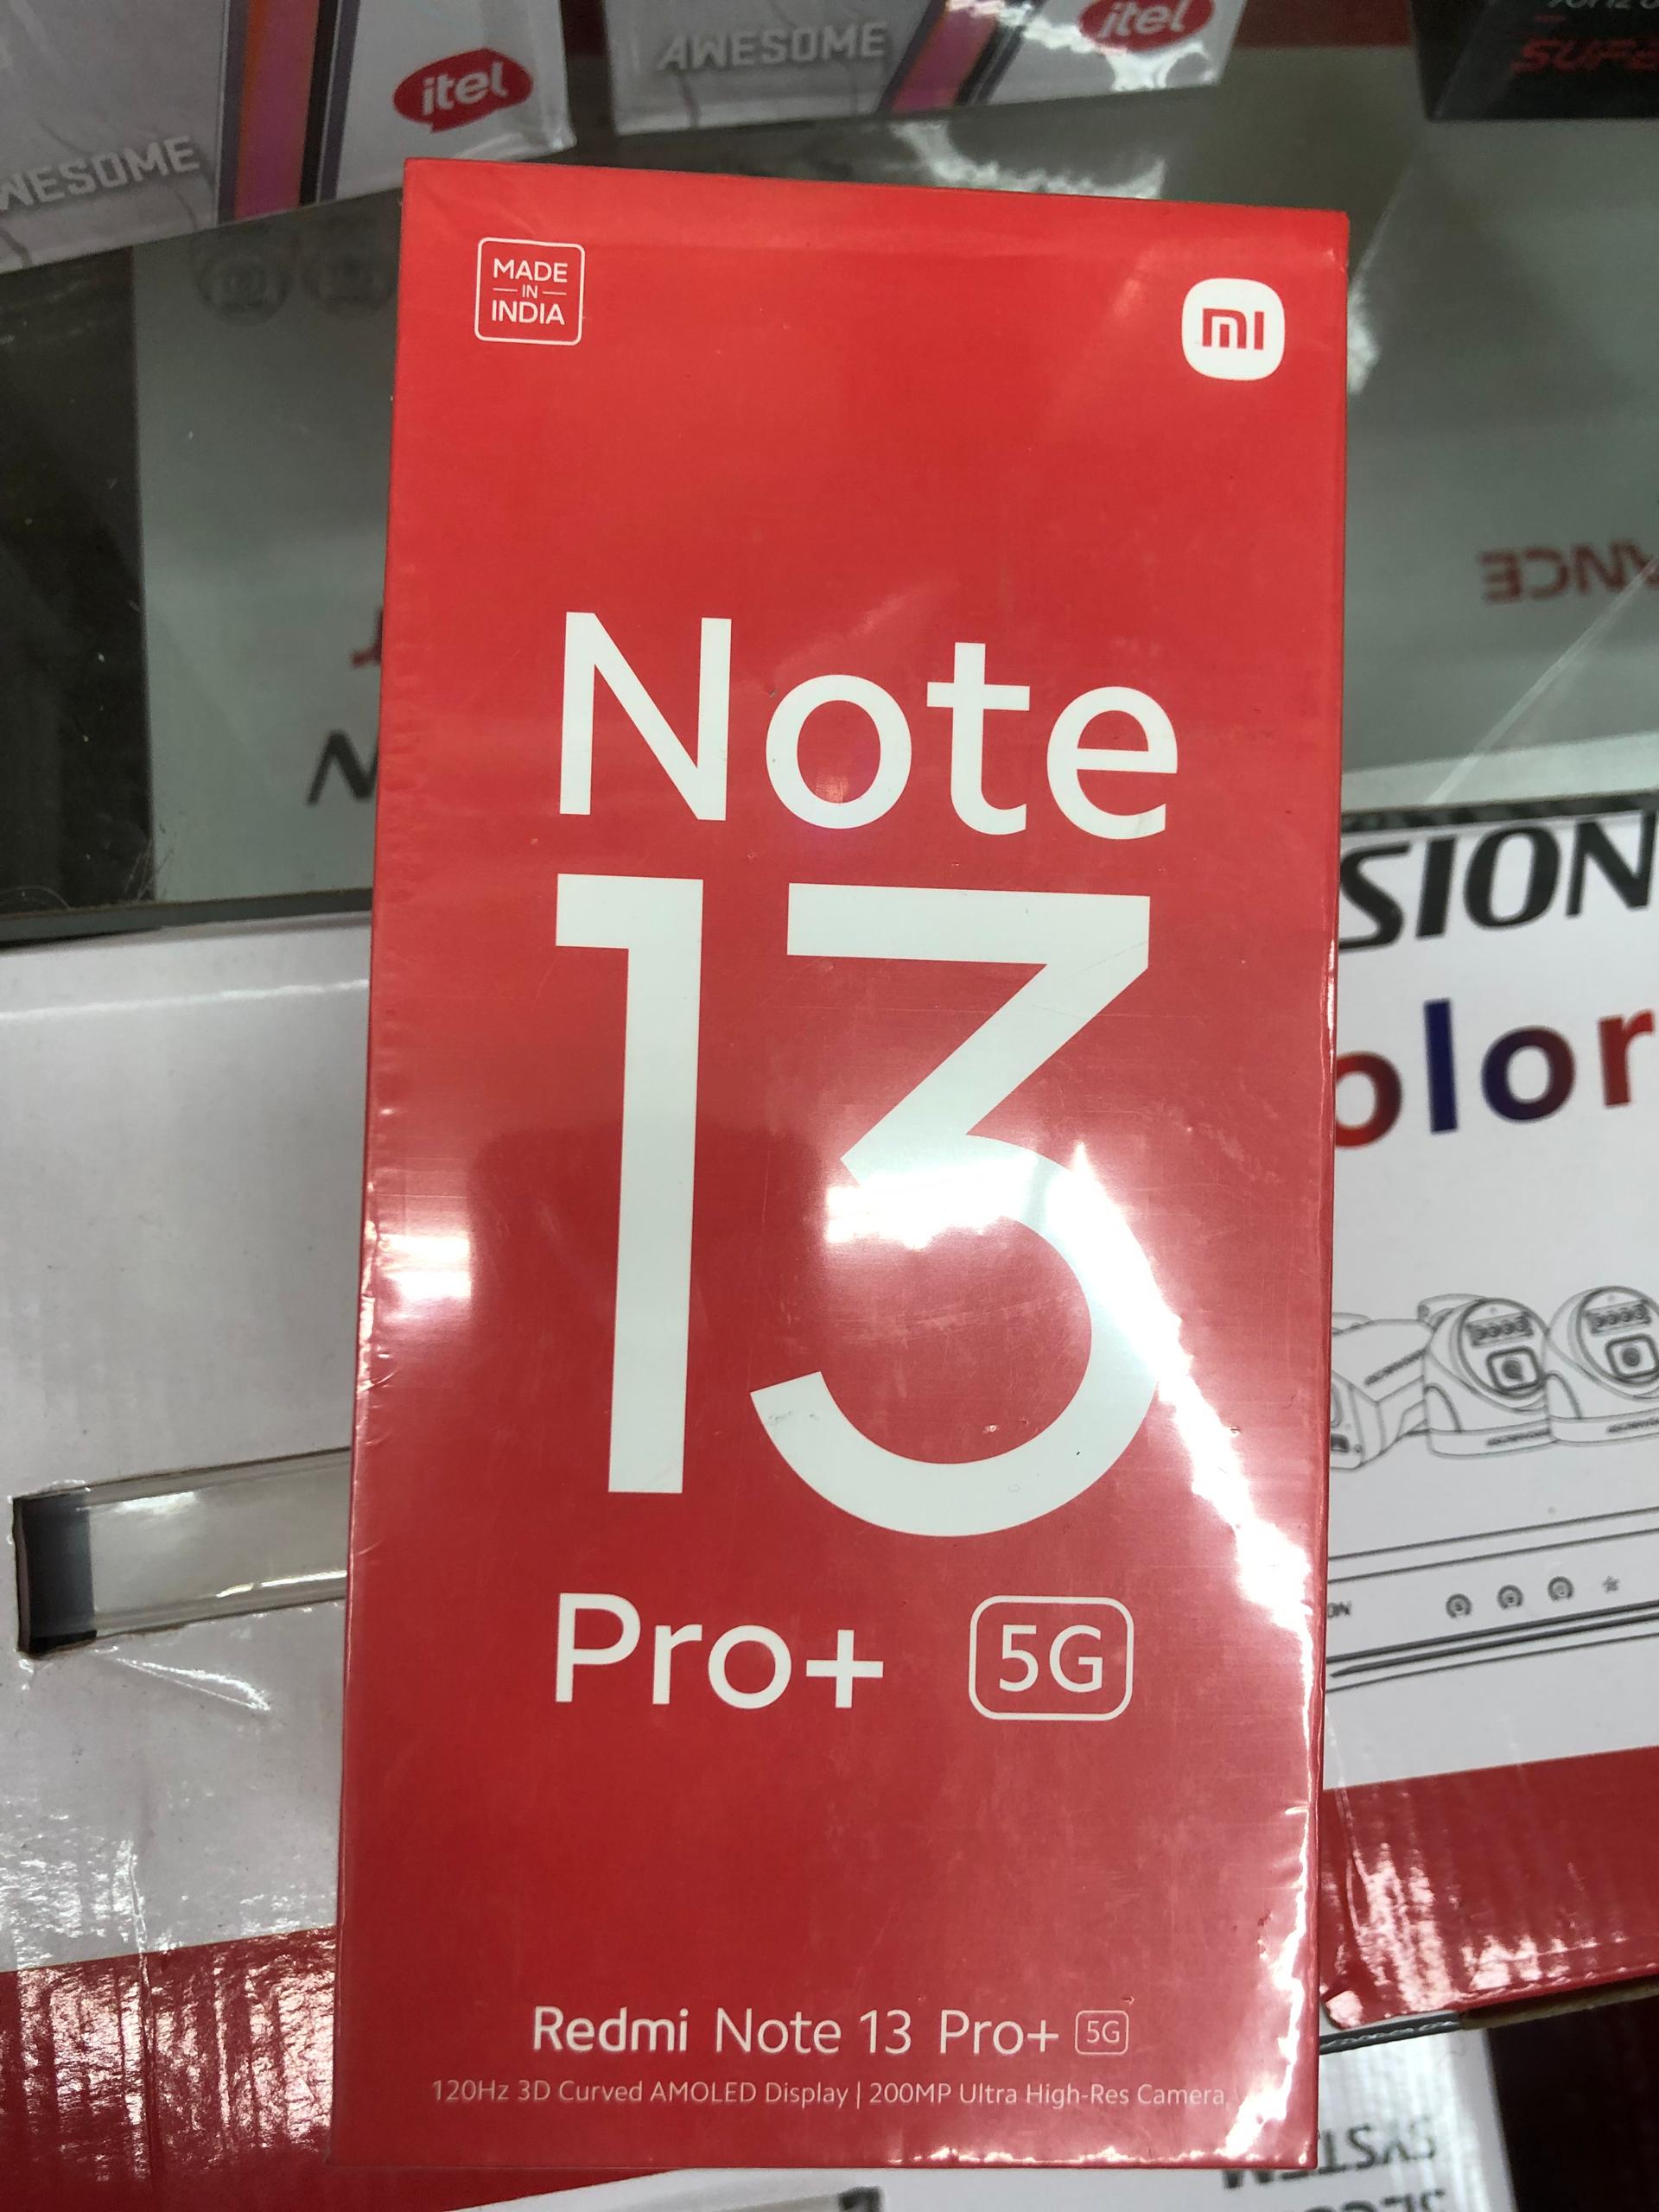 AWESOME
itel
itel
MADE
IN
INDIA
mi
Note
13
Pro+ 5G
Redmi Note 13 Pro+ 5G
120Hz 3D Curved AMOLED Display | 200MP Ultra High-Res Camera
SION
olor
SYSTEM